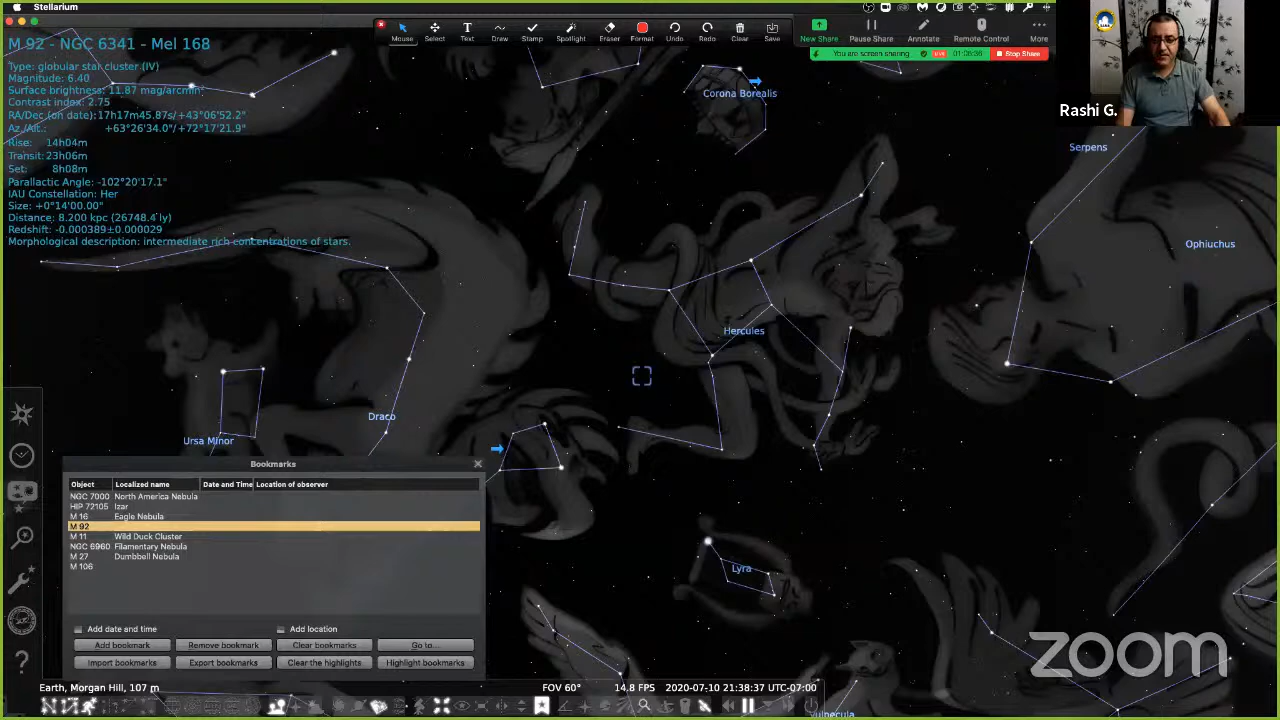 Stellarium
Mouse Select Text Draw Stamp Spotlight Eraser Format Undo Redo Clear Save New Share Pause Share Annotate Remote Control More
You are screen sharing LIVE 01:05:36 Stop Share
Rashi G.
M 92 - NGC 6341 - Mel 168
Type: globular star cluster (IV)
Magnitude: 6.40
Surface brightness: 11.87 mag/arcmin²
Contrast index: 2.75
RA/Dec (on date): 17h17m45.87s/+43°06'52.2"
Az./Alt.: +63°26'34.0"/+72°17'21.9"
Rise: 14h04m
Transit: 23h06m
Set: 8h08m
Parallactic Angle: -102°20'17.1"
IAU Constellation: Her
Size: +0°14'00.00"
Distance: 8.200 kpc (26748.4 ly)
Redshift: -0.000389±0.000029
Morphological description: intermediate rich concentrations of stars.
Corona Borealis
Serpens
Ophiuchus
Hercules
Draco
Ursa Minor
Lyra
Bookmarks
Object Localized name Date and Time Location of observer
NGC 7000 North America Nebula
HIP 72105 Izar
M 16 Eagle Nebula
M 92
M 11 Wild Duck Cluster
NGC 6960 Filamentary Nebula
M 27 Dumbbell Nebula
M 106
Add date and time Add location
Add bookmark Remove bookmark Clear bookmarks Go to...
Import bookmarks Export bookmarks Clear the highlights Highlight bookmarks
zoom
Earth, Morgan Hill, 107 m FOV 60° 14.8 FPS 2020-07-10 21:38:37 UTC-07:00
Vulpecula